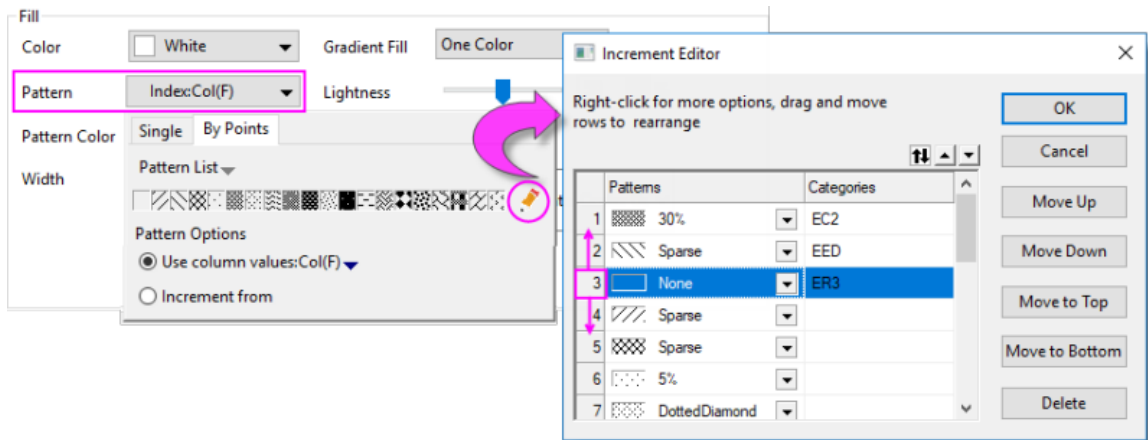 Fill
Color White Gradient Fill One Color
Pattern Index:Col(F) Lightness
Pattern Color Single By Points
Width
Pattern List
Pattern Options
Use column values:Col(F)
Increment from
Increment Editor
Right-click for more options, drag and move
rows to rearrange
Patterns Categories
1 30% EC2
2 Sparse EED
3 None ER3
4 Sparse
5 Sparse
6 5%
7 DottedDiamond
OK
Cancel
Move Up
Move Down
Move to Top
Move to Bottom
Delete